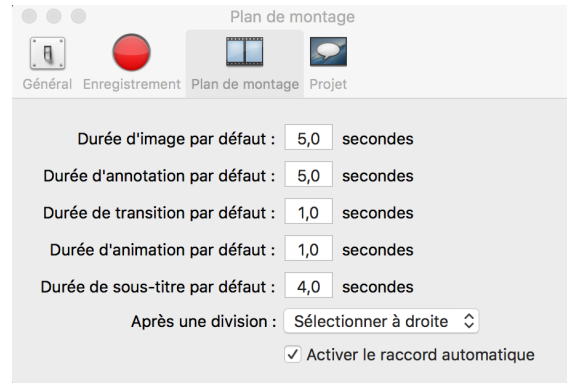 Plan de montage
Général Enregistrement Plan de montage Projet
Durée d'image par défaut : 5,0 secondes
Durée d'annotation par défaut : 5,0 secondes
Durée de transition par défaut : 1,0 secondes
Durée d'animation par défaut : 1,0 secondes
Durée de sous-titre par défaut : 4,0 secondes
Après une division : Sélectionner à droite
Activer le raccord automatique